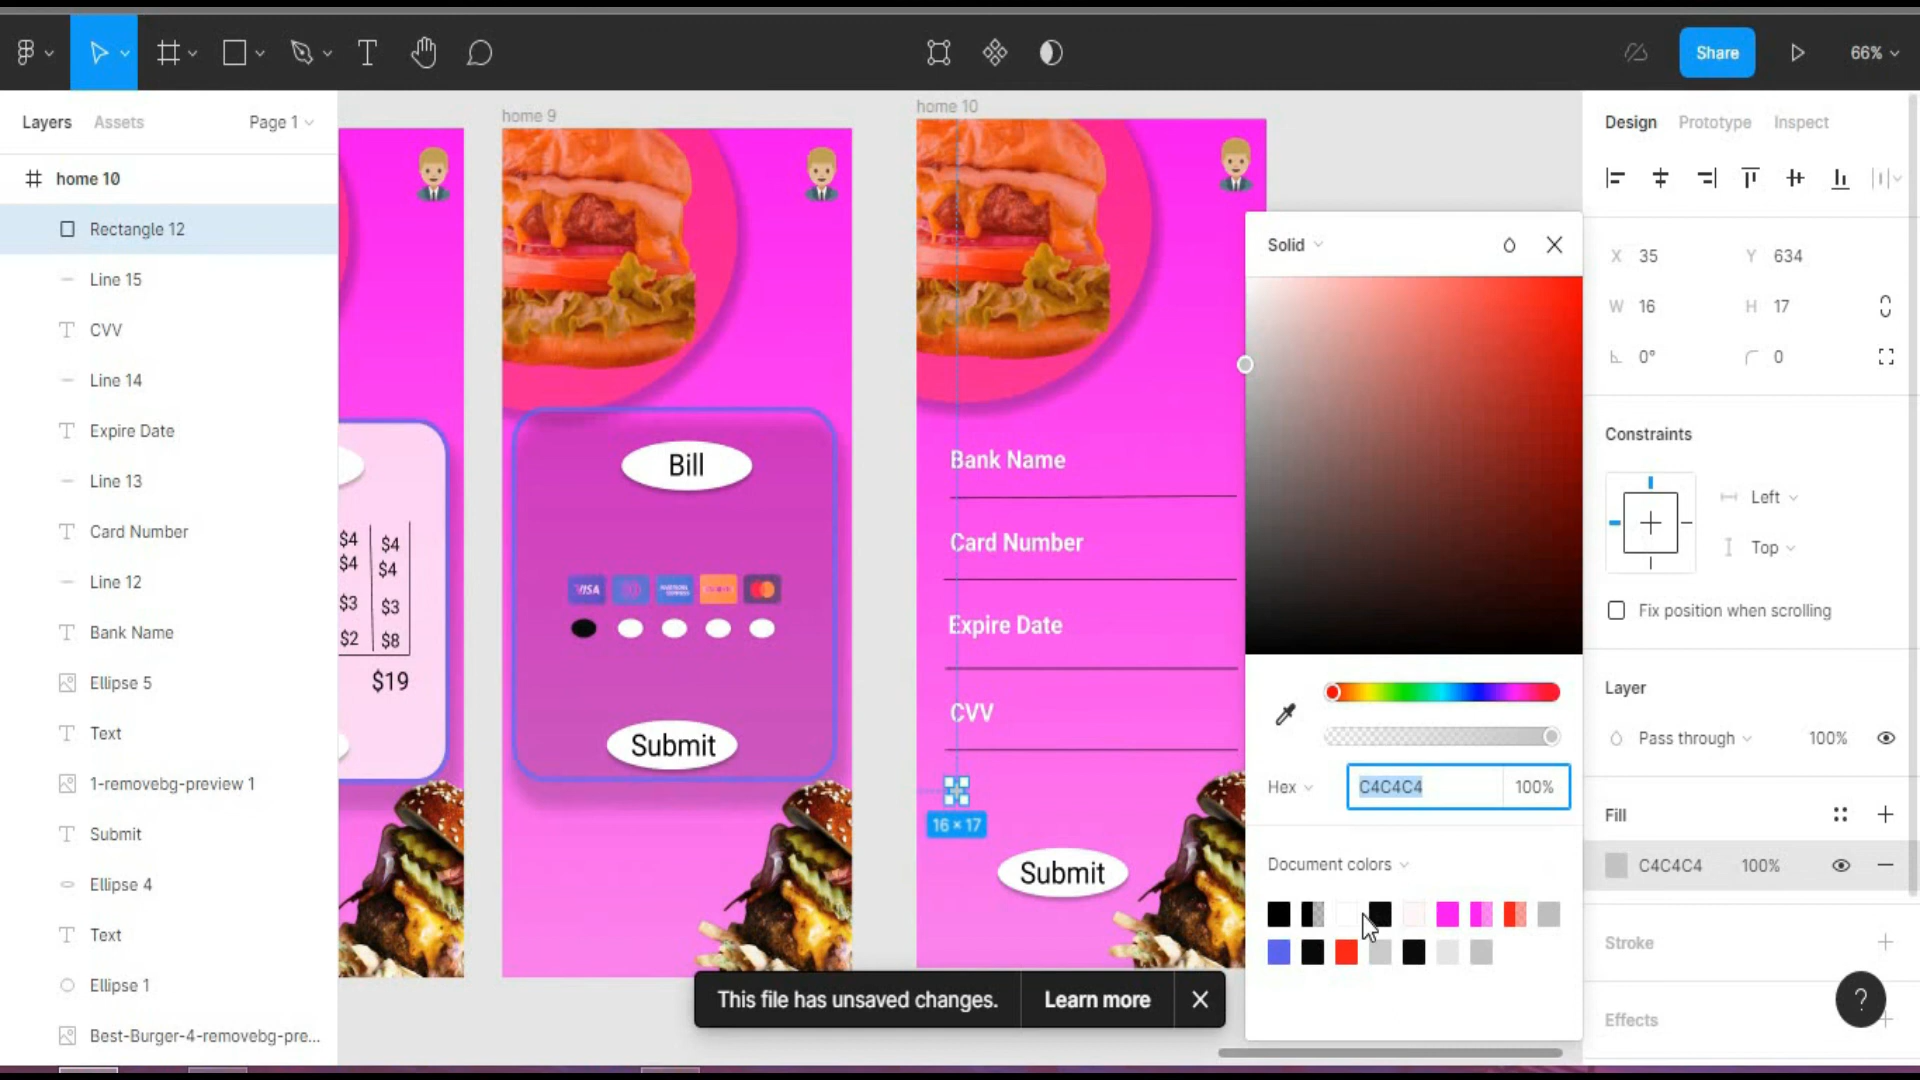 Share
66%
Layers
Assets
Page 1
home 10
Rectangle 12
Line 15
CVV
Line 14
Expire Date
Line 13
Card Number
Line 12
Bank Name
Ellipse 5
Text
1-removebg-preview 1
Submit
Ellipse 4
Text
Ellipse 1
Best-Burger-4-removebg-pre...
$4 $4
$4 $4
$3 $3
$2 $8
$19
home 9
Bill
VISA
Submit
home 10
Bank Name
Card Number
Expire Date
CVV
16 × 17
Submit
This file has unsaved changes.
Learn more
Solid
Hex
C4C4C4
100%
Document colors
Design
Prototype
Inspect
X 35
Y 634
W 16
H 17
0°
0
Constraints
Left
Top
Fix position when scrolling
Layer
Pass through
100%
Fill
C4C4C4
100%
Stroke
Effects
?